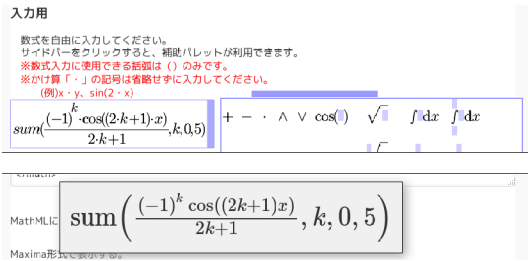 入力用
数式を自由に入力してください。
サイドバーをクリックすると、補助パレットが利用できます。
※数式入力に使用できる括弧は（）のみです。
※かけ算「・」の記号は省略せずに入力してください。
(例)x・y、sin(2・x)
sum((-1)^k·cos((2·k+1)·x)/2·k+1,k,0,5)
+ − · ∧ ∨ cos( ) √ ∫ dx ∫ dx
MathMLに
sum((-1)^k cos((2k+1)x)/2k+1, k, 0, 5)
Maxima形式で表示する。